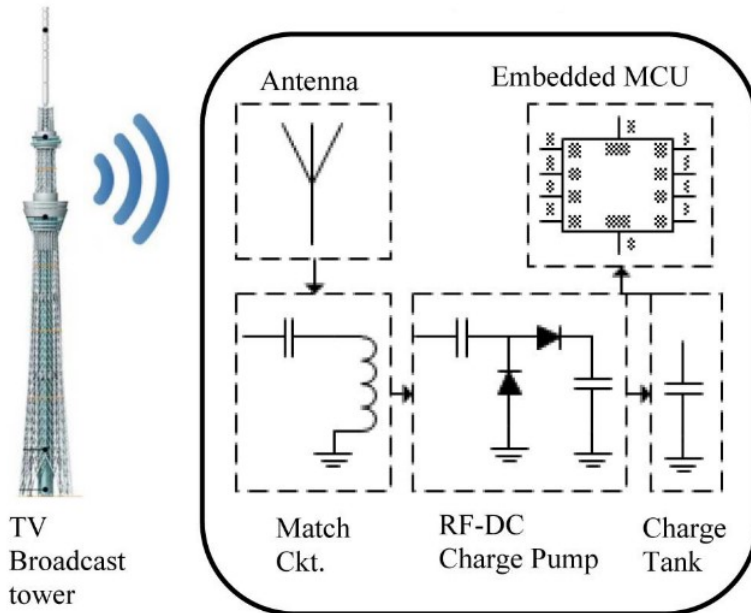 Antenna
Embedded MCU
TV
Broadcast
tower
Match
Ckt.
RF-DC
Charge Pump
Charge
Tank